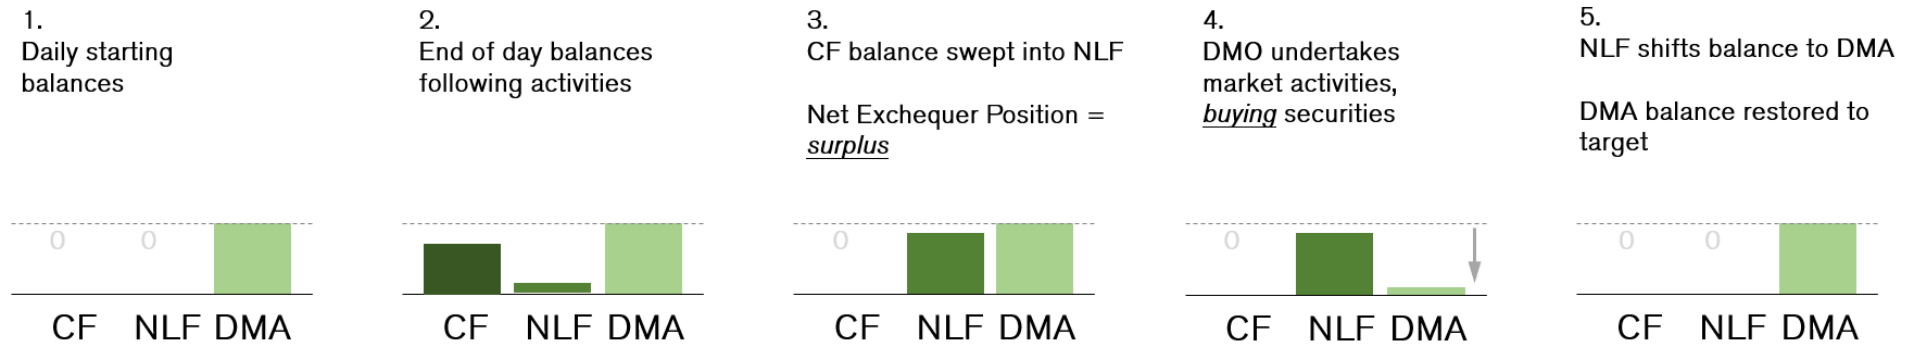 1.
Daily starting
balances
0 0
CF NLF DMA
2.
End of day balances
following activities
CF NLF DMA
3.
CF balance swept into NLF
Net Exchequer Position =
surplus
0
CF NLF DMA
4.
DMO undertakes
market activities,
buying securities
0
CF NLF DMA
5.
NLF shifts balance to DMA
DMA balance restored to
target
0 0
CF NLF DMA